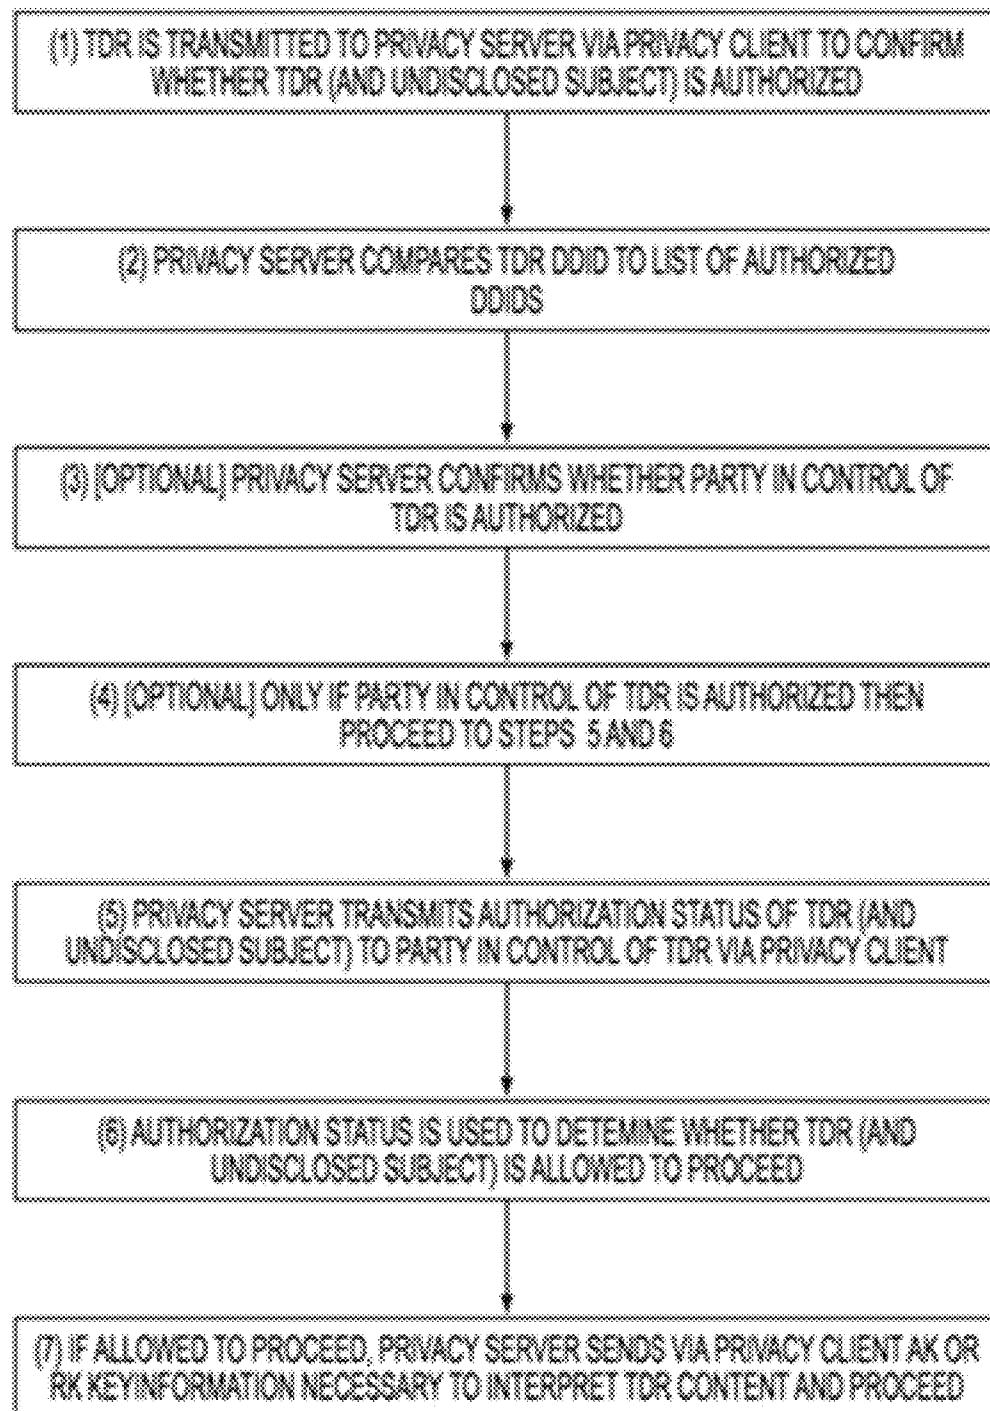 (1) TDR IS TRANSMITTED TO PRIVACY SERVER VIA PRIVACY CLIENT TO CONFIRM
WHETHER TDR (AND UNDISCLOSED SUBJECT) IS AUTHORIZED
(2) PRIVACY SERVER COMPARES TDR DDID TO LIST OF AUTHORIZED
DDIDS
(3) [OPTIONAL] PRIVACY SERVER CONFIRMS WHETHER PARTY IN CONTROL OF
TDR IS AUTHORIZED
(4) [OPTIONAL] ONLY IF PARTY IN CONTROL OF TDR IS AUTHORIZED THEN
PROCEED TO STEPS 5 AND 6
(5) PRIVACY SERVER TRANSMITS AUTHORIZATION STATUS OF TDR (AND
UNDISCLOSED SUBJECT) TO PARTY IN CONTROL OF TDR VIA PRIVACY CLIENT
(6) AUTHORIZATION STATUS IS USED TO DETEMINE WHETHER TDR (AND
UNDISCLOSED SUBJECT) IS ALLOWED TO PROCEED
(7) IF ALLOWED TO PROCEED, PRIVACY SERVER SENDS VIA PRIVACY CLIENT AK OR
RK KEYINFORMATION NECESSARY TO INTERPRET TDR CONTENT AND PROCEED